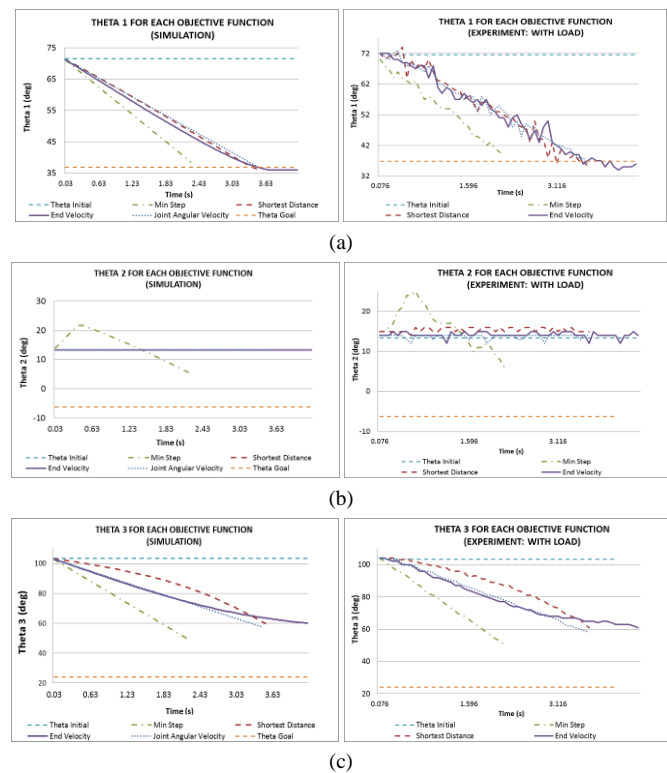 THETA 1 FOR EACH OBJECTIVE FUNCTION
(SIMULATION)
75
65
55
45
35
Theta 1 (deg)
0.03 0.63 1.23 1.83 2.43 3.03 3.63
Time (s)
Theta Initial Min Step Shortest Distance
End Velocity Joint Angular Velocity Theta Goal
THETA 1 FOR EACH OBJECTIVE FUNCTION
(EXPERIMENT: WITH LOAD)
72
62
52
42
32
Theta 1 (deg)
0.076 1.596 3.116
Time (s)
Theta Initial Min Step
Shortest Distance End Velocity
(a)
THETA 2 FOR EACH OBJECTIVE FUNCTION
(SIMULATION)
30
20
10
0
-10
Theta 2 (deg)
0.03 0.63 1.23 1.83 2.43 3.03 3.63
Time (s)
Theta Initial Min Step Shortest Distance
End Velocity Joint Angular Velocity Theta Goal
THETA 2 FOR EACH OBJECTIVE FUNCTION
(EXPERIMENT: WITH LOAD)
20
10
0
-10
Theta 2 (deg)
0.076 1.596 3.116
Time (s)
Theta Initial Min Step
Shortest Distance End Velocity
(b)
THETA 3 FOR EACH OBJECTIVE FUNCTION
(SIMULATION)
100
80
60
40
20
Theta 3 (deg)
0.03 0.63 1.23 1.83 2.43 3.03 3.63
Time (s)
Theta Initial Min Step Shortest Distance
End Velocity Joint Angular Velocity Theta Goal
THETA 3 FOR EACH OBJECTIVE FUNCTION
(EXPERIMENT: WITH LOAD)
100
80
60
40
20
Theta 3 (deg)
0.076 1.596 3.116
Time (s)
Theta Initial Min Step
Shortest Distance End Velocity
(c)